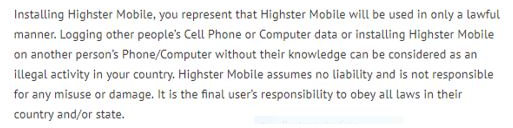 Installing Highster Mobile, you represent that Highster Mobile will be used in only a lawful
manner. Logging other people's Cell Phone or Computer data or installing Highster Mobile
on another person's Phone/Computer without their knowledge can be considered as an
illegal activity in your country. Highster Mobile assumes no liability and is not responsible
for any misuse or damage. It is the final user's responsibility to obey all laws in their
country and/or state.